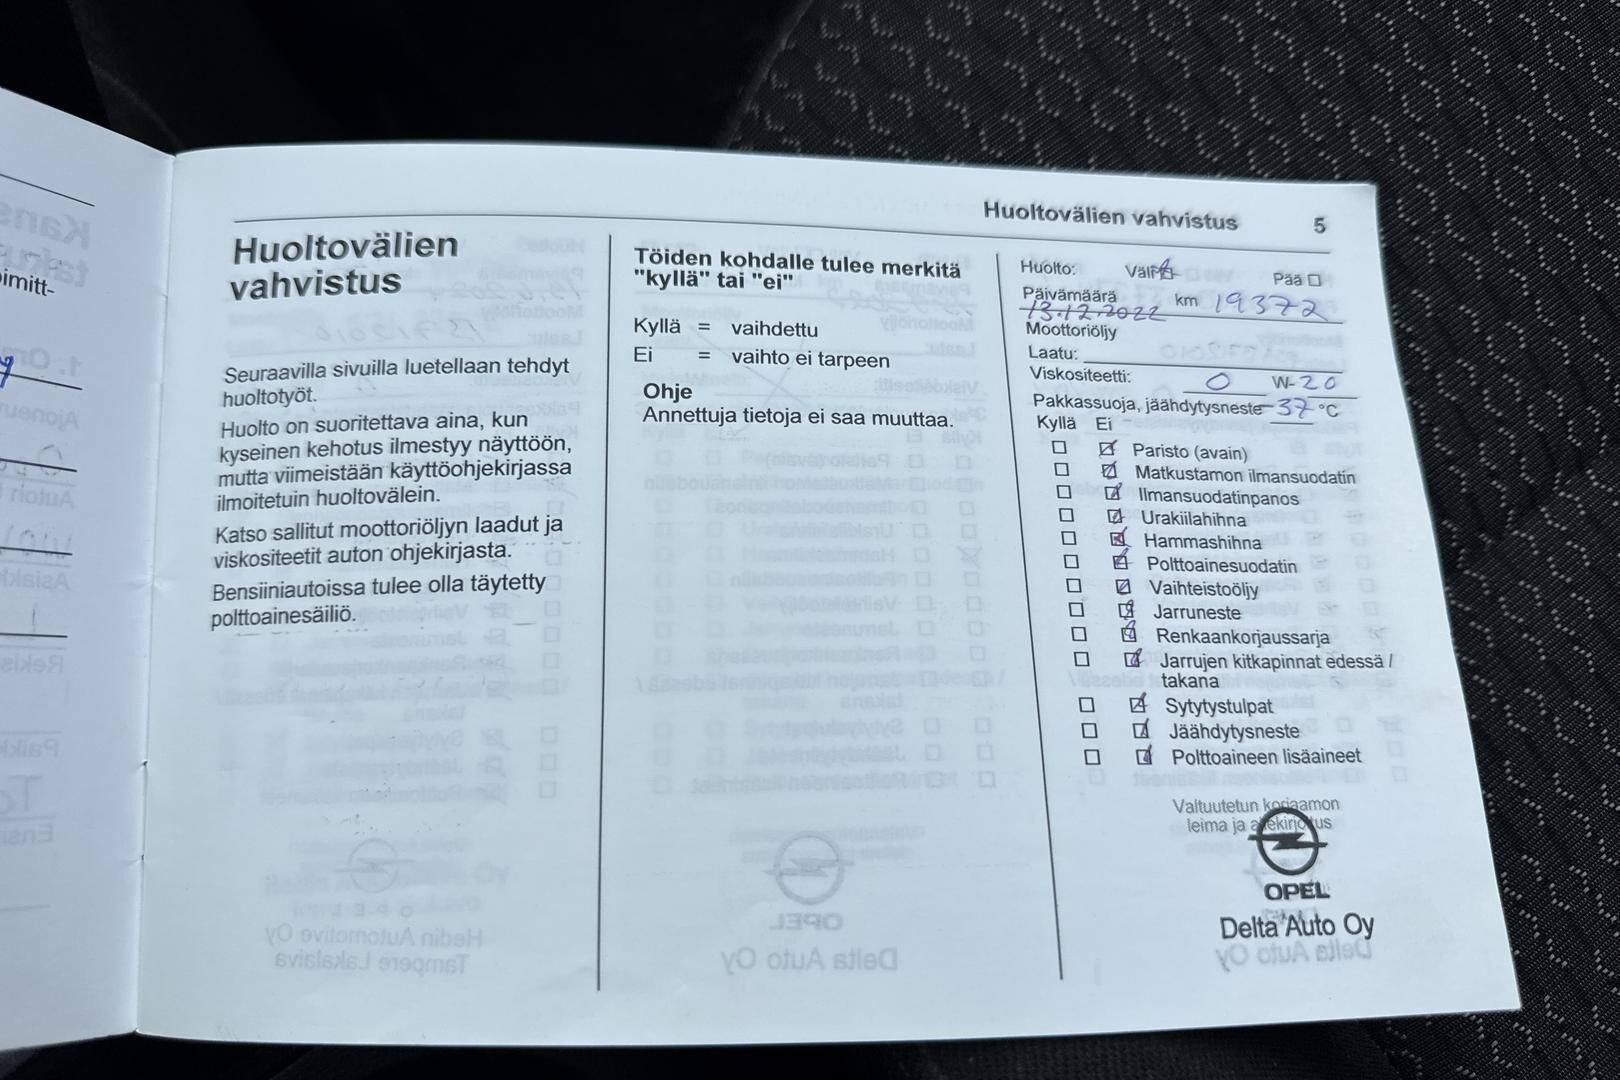 imitt-
Huoltovälien vahvistus 5
Huoltovälien
vahvistus
Seuraavilla sivuilla luetellaan tehdyt
huoltotyöt.
Huolto on suoritettava aina, kun
kyseinen kehotus ilmestyy näyttöön,
mutta viimeistään käyttöohjekirjassa
ilmoitetuin huoltovälein.
Katso sallitut moottoriöljyn laadut ja
viskositeetit auton ohjekirjasta.
Bensiiniautoissa tulee olla täytetty
polttoainesäiliö.
Töiden kohdalle tulee merkitä
"kyllä" tai "ei"
Kyllä = vaihdettu
Ei = vaihto ei tarpeen
Ohje
Annettuja tietoja ei saa muuttaa.
Huolto: Väli Pää
Päivämäärä km 19372
13.12.2022
Moottoriöljy
Laatu:
Viskositeetti: 0 W-20
Pakkassuoja, jäähdytysneste -37 °C
Kyllä Ei
Paristo (avain)
Matkustamon ilmansuodatin
Ilmansuodatinpanos
Urakiilahihna
Hammashihna
Polttoainesuodatin
Vaihteistoöljy
Jarruneste
Renkaankorjaussarja
Jarrujen kitkapinnat edessä /
takana
Sytytystulpat
Jäähdytysneste
Polttoaineen lisäaineet
Valtuutetun korjaamon
leima ja allekirjoitus
OPEL
Delta Auto Oy